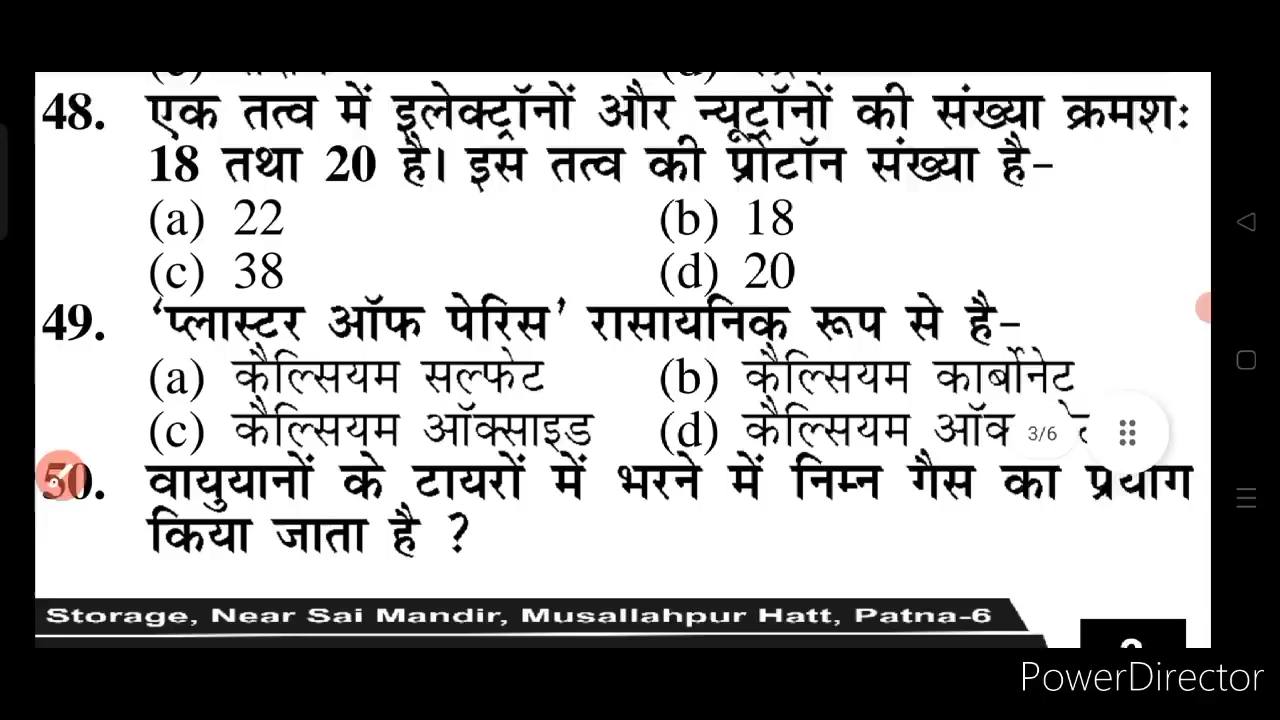 48. एक तत्व में इलेक्ट्रॉनों और न्यूट्रॉनों की संख्या क्रमशः
18 तथा 20 है। इस तत्व की प्रोटॉन संख्या है-
(a) 22 (b) 18
(c) 38 (d) 20
49. 'प्लास्टर ऑफ पेरिस' रासायनिक रूप से है-
(a) कैल्सियम सल्फेट (b) कैल्सियम कार्बोनेट
(c) कैल्सियम ऑक्साइड (d) कैल्सियम
3/6
50. वायुयानों के टायरों में भरने में निम्न गैस का प्रयोग
किया जाता है ?
Storage, Near Sai Mandir, Musallahpur Hatt, Patna-6
PowerDirector